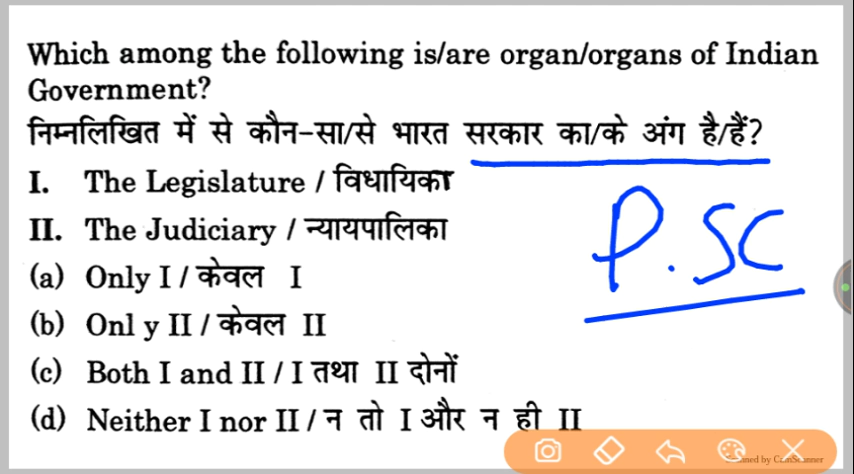 Which among the following is/are organ/organs of Indian
Government?
निम्नलिखित में से कौन-सा/से भारत सरकार का/के अंग है/हैं?
I. The Legislature / विधायिका
II. The Judiciary / न्यायपालिका
P.SC
(a) Only I / केवल I
(b) Onl y II / केवल II
(c) Both I and II / I तथा II दोनों
(d) Neither I nor II / न तो I और न ही II